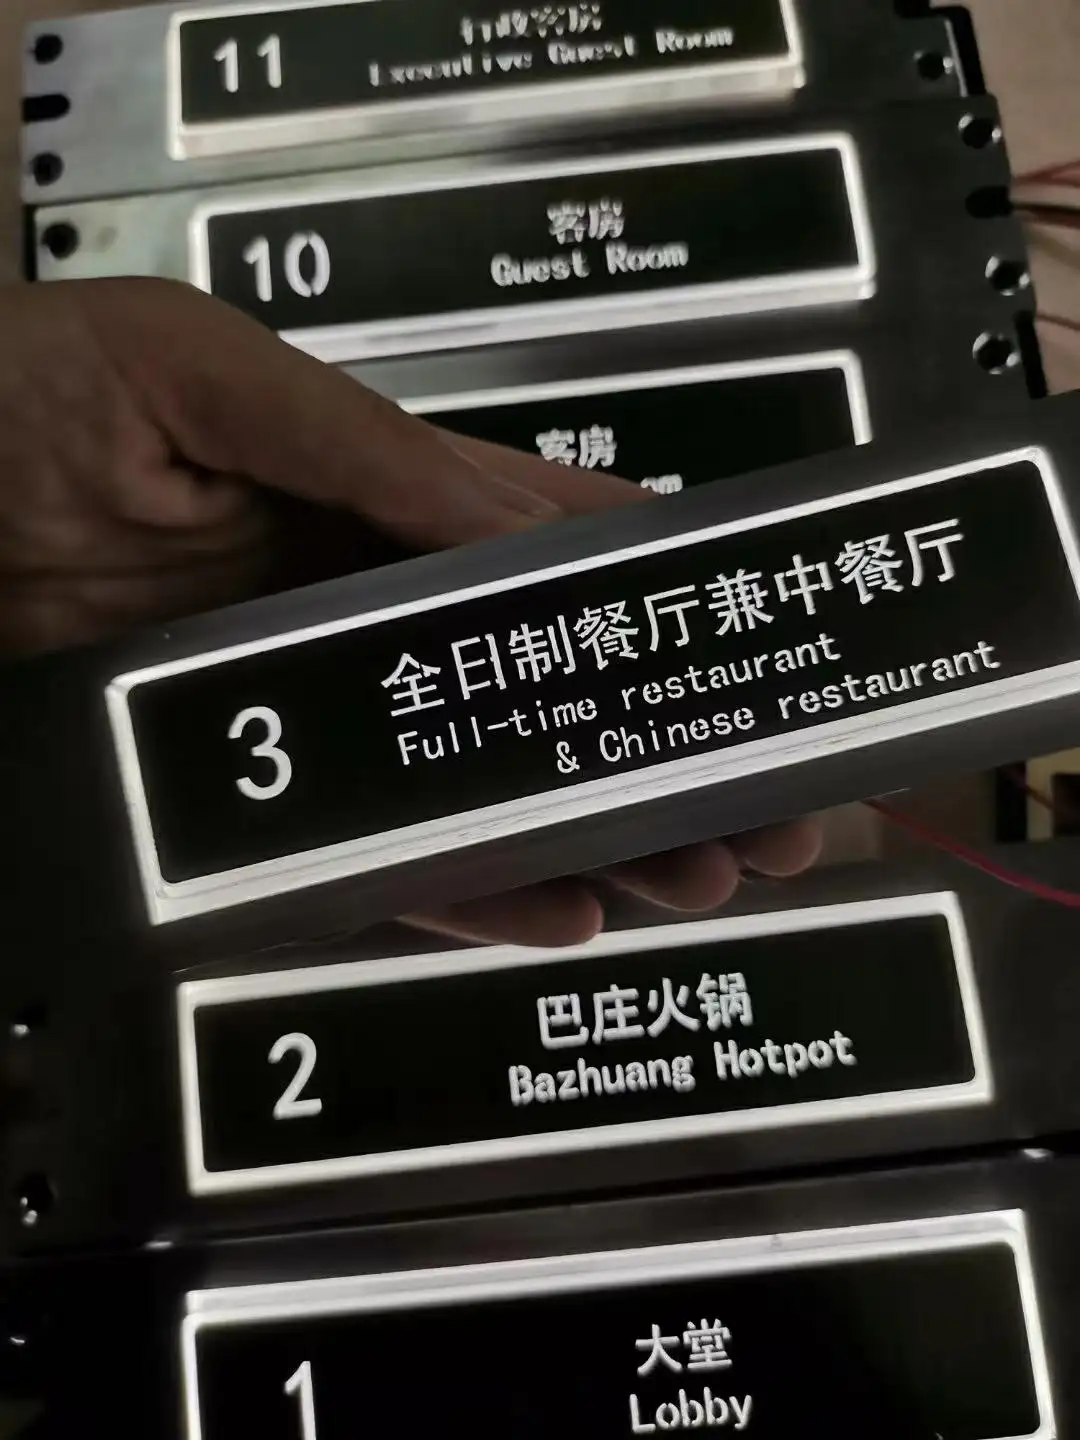 11
行政客房
Executive Guest Room
10
客房
Guest Room
客房
om
3
全日制餐厅兼中餐厅
Full-time restaurant
& Chinese restaurant
2
巴庄火锅
Bazhuang Hotpot
1
大堂
Lobby